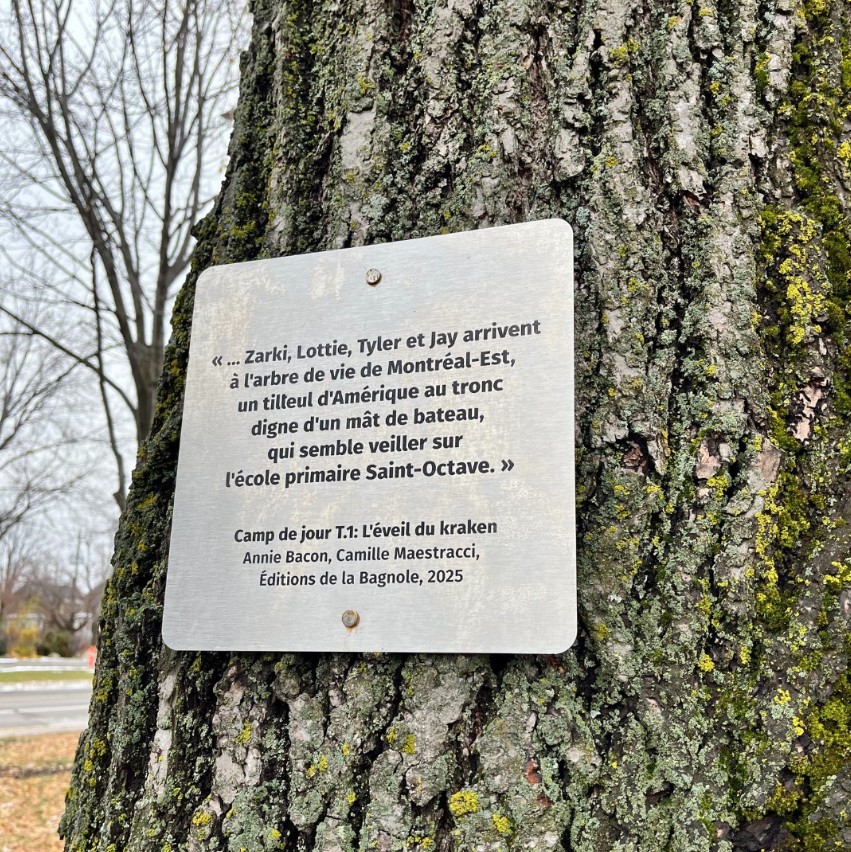 « ... Zarki, Lottie, Tyler et Jay arrivent
à l'arbre de vie de Montréal-Est,
un tilleul d'Amérique au tronc
digne d'un mât de bateau,
qui semble veiller sur
l'école primaire Saint-Octave. »
Camp de jour T.1: L'éveil du kraken
Annie Bacon, Camille Maestracci,
Éditions de la Bagnole, 2025